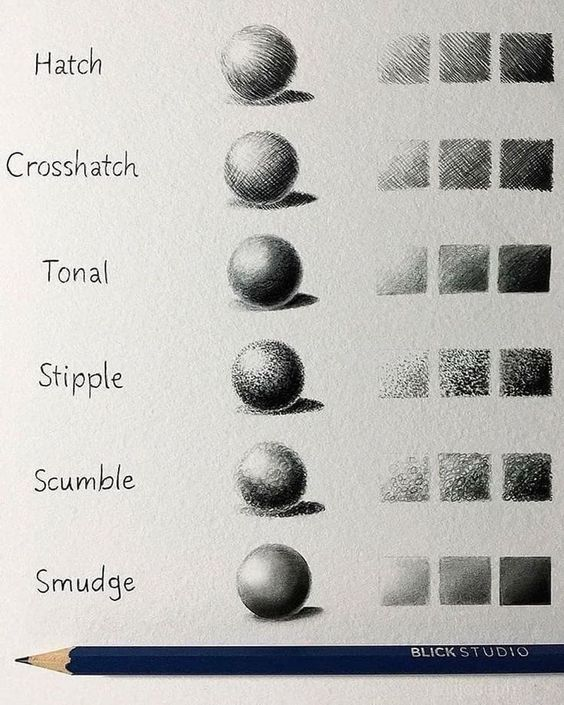 Hatch
Crosshatch
Tonal
Stipple
Scumble
Smudge
BLICK STUDIO